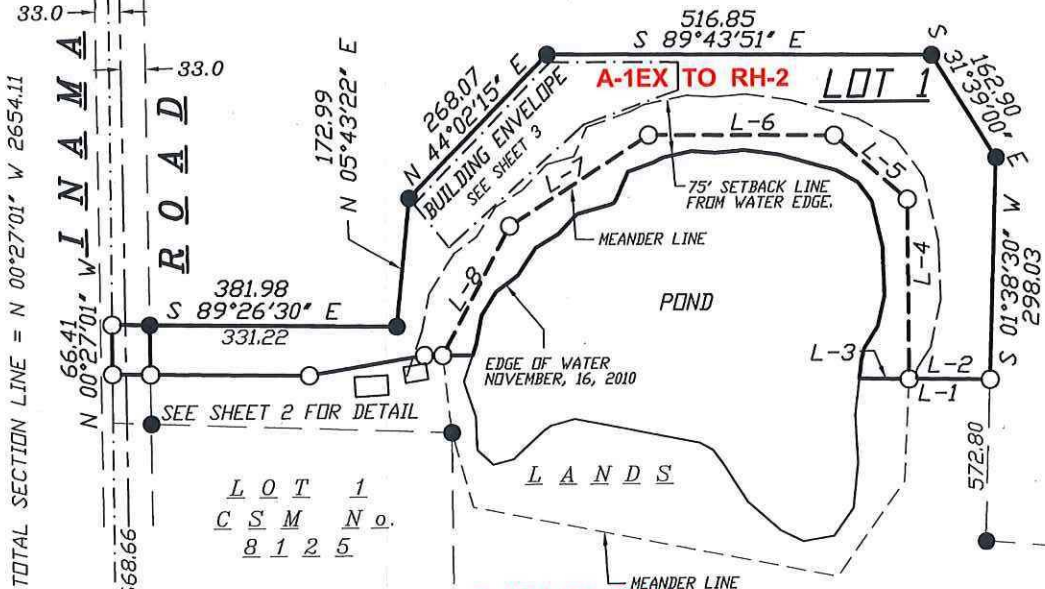 33.0
33.0
I N A M A
R O A D
TOTAL SECTION LINE = N 00°27'01" W 2654.11
516.85
S 89°43'51" E
A-1EX TO RH-2
LOT 1
162.90
S 31°39'00" E
268.07
N 44°02'15" E
BUILDING ENVELOPE
SEE SHEET 3
172.99
N 05°43'22" E
L-6
L-5
L-4
L-7
L-8
75' SETBACK LINE
FROM WATER EDGE.
MEANDER LINE
POND
S 01°38'30" W
298.03
381.98
S 89°26'30" E
331.22
66.41
N 00°27'01" W
EDGE OF WATER
NOVEMBER, 16, 2010
L-3
L-2
L-1
SEE SHEET 2 FOR DETAIL
572.80
L O T 1
C S M N o.
8 1 2 5
L A N D S
MEANDER LINE